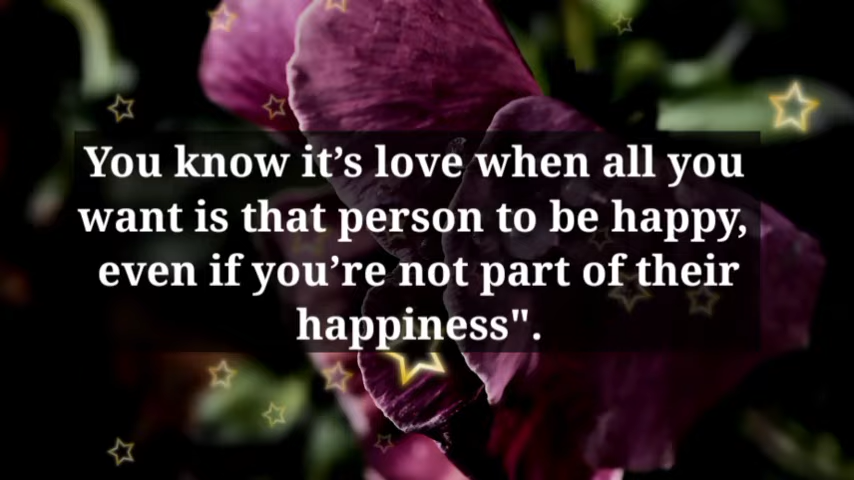 You know it’s love when all you
want is that person to be happy,
even if you’re not part of their
happiness".